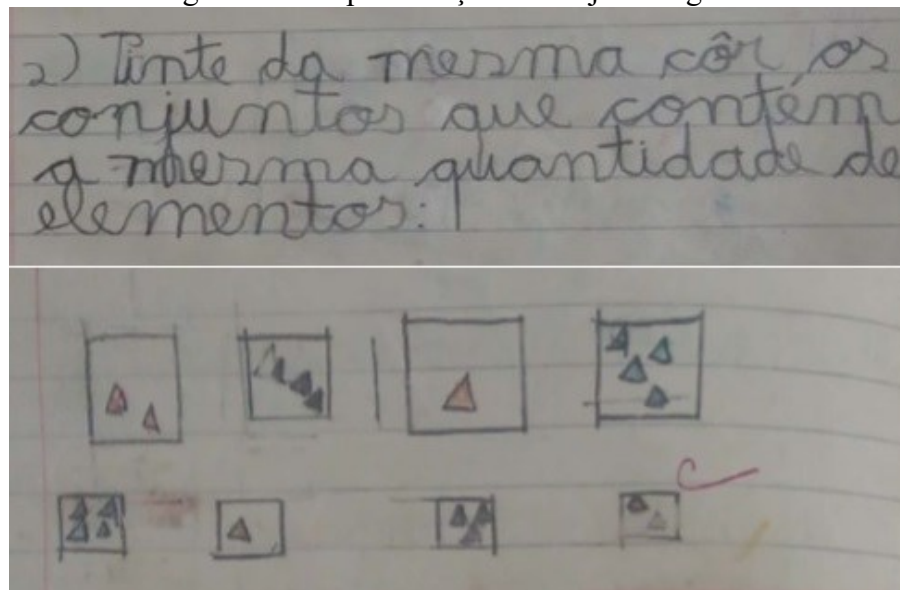 2) Pinte da mesma côr os
conjuntos que contém
a mesma quantidade de
elementos: